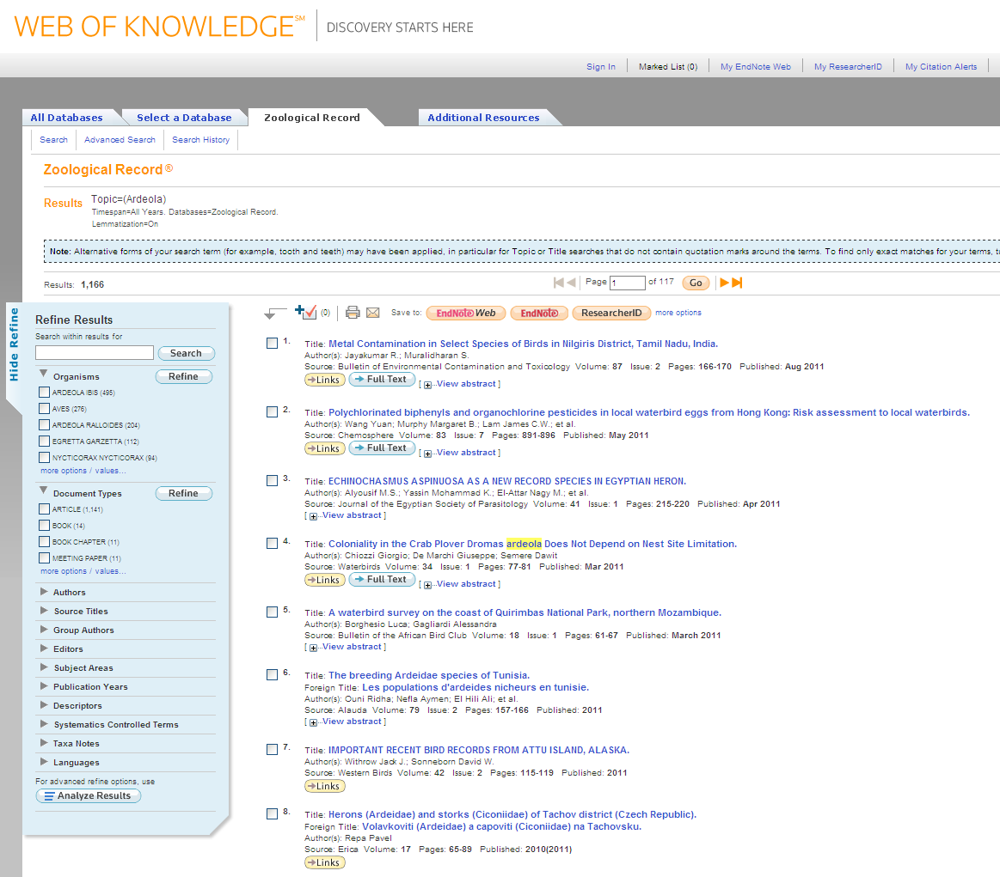 WEB OF KNOWLEDGE SM DISCOVERY STARTS HERE
Sign In Marked List (0) My EndNote Web My ResearcherID My Citation Alerts
All Databases Select a Database Zoological Record Additional Resources
Search Advanced Search Search History
Zoological Record ®
Results Topic=(Ardeola)
Timespan=All Years. Databases=Zoological Record.
Lemmatization=On
Note: Alternative forms of your search term (for example, tooth and teeth) may have been applied, in particular for Topic or Title searches that do not contain quotation marks around the terms. To find only exact matches for your terms,
Results: 1,166 Page 1 of 117 Go
Hide Refine
Refine Results
Search within results for
Search
Organisms Refine
ARDEOLA IBIS (495)
AVES (276)
ARDEOLA RALLOIDES (204)
EGRETTA GARZETTA (112)
NYCTICORAX NYCTICORAX (94)
more options / values...
Document Types Refine
ARTICLE (1,141)
BOOK (14)
BOOK CHAPTER (11)
MEETING PAPER (11)
more options / values...
Authors
Source Titles
Group Authors
Editors
Subject Areas
Publication Years
Descriptors
Systematics Controlled Terms
Taxa Notes
Languages
For advanced refine options, use
Analyze Results
(0) Save to: EndNote Web EndNote ResearcherID more options
1. Title: Metal Contamination in Select Species of Birds in Nilgiris District, Tamil Nadu, India.
Author(s): Jayakumar R.; Muralidharan S.
Source: Bulletin of Environmental Contamination and Toxicology Volume: 87 Issue: 2 Pages: 166-170 Published: Aug 2011
Links Full Text [ View abstract ]
2. Title: Polychlorinated biphenyls and organochlorine pesticides in local waterbird eggs from Hong Kong: Risk assessment to local waterbirds.
Author(s): Wang Yuan; Murphy Margaret B.; Lam James C.W.; et al.
Source: Chemosphere Volume: 83 Issue: 7 Pages: 891-896 Published: May 2011
Links Full Text [ View abstract ]
3. Title: ECHINOCHASMUS ASPINUOSA AS A NEW RECORD SPECIES IN EGYPTIAN HERON.
Author(s): Alyousif M.S.; Yassin Mohammad K.; El-Attar Nagy M.; et al.
Source: Journal of the Egyptian Society of Parasitology Volume: 41 Issue: 1 Pages: 215-220 Published: Apr 2011
[ View abstract ]
4. Title: Coloniality in the Crab Plover Dromas ardeola Does Not Depend on Nest Site Limitation.
Author(s): Chiozzi Giorgio; De Marchi Giuseppe; Semere Dawit
Source: Waterbirds Volume: 34 Issue: 1 Pages: 77-81 Published: Mar 2011
Links Full Text [ View abstract ]
5. Title: A waterbird survey on the coast of Quirimbas National Park, northern Mozambique.
Author(s): Borghesio Luca; Gagliardi Alessandra
Source: Bulletin of the African Bird Club Volume: 18 Issue: 1 Pages: 61-67 Published: March 2011
[ View abstract ]
6. Title: The breeding Ardeidae species of Tunisia.
Foreign Title: Les populations d'ardeides nicheurs en tunisie.
Author(s): Ouni Ridha; Nefla Aymen; El Hili Ali; et al.
Source: Alauda Volume: 79 Issue: 2 Pages: 157-166 Published: 2011
[ View abstract ]
7. Title: IMPORTANT RECENT BIRD RECORDS FROM ATTU ISLAND, ALASKA.
Author(s): Withrow Jack J.; Sonneborn David W.
Source: Western Birds Volume: 42 Issue: 2 Pages: 115-119 Published: 2011
Links
8. Title: Herons (Ardeidae) and storks (Ciconiidae) of Tachov district (Czech Republic).
Foreign Title: Volavkoviti (Ardeidae) a capoviti (Ciconiidae) na Tachovsku.
Author(s): Repa Pavel
Source: Erica Volume: 17 Pages: 65-89 Published: 2010(2011)
Links